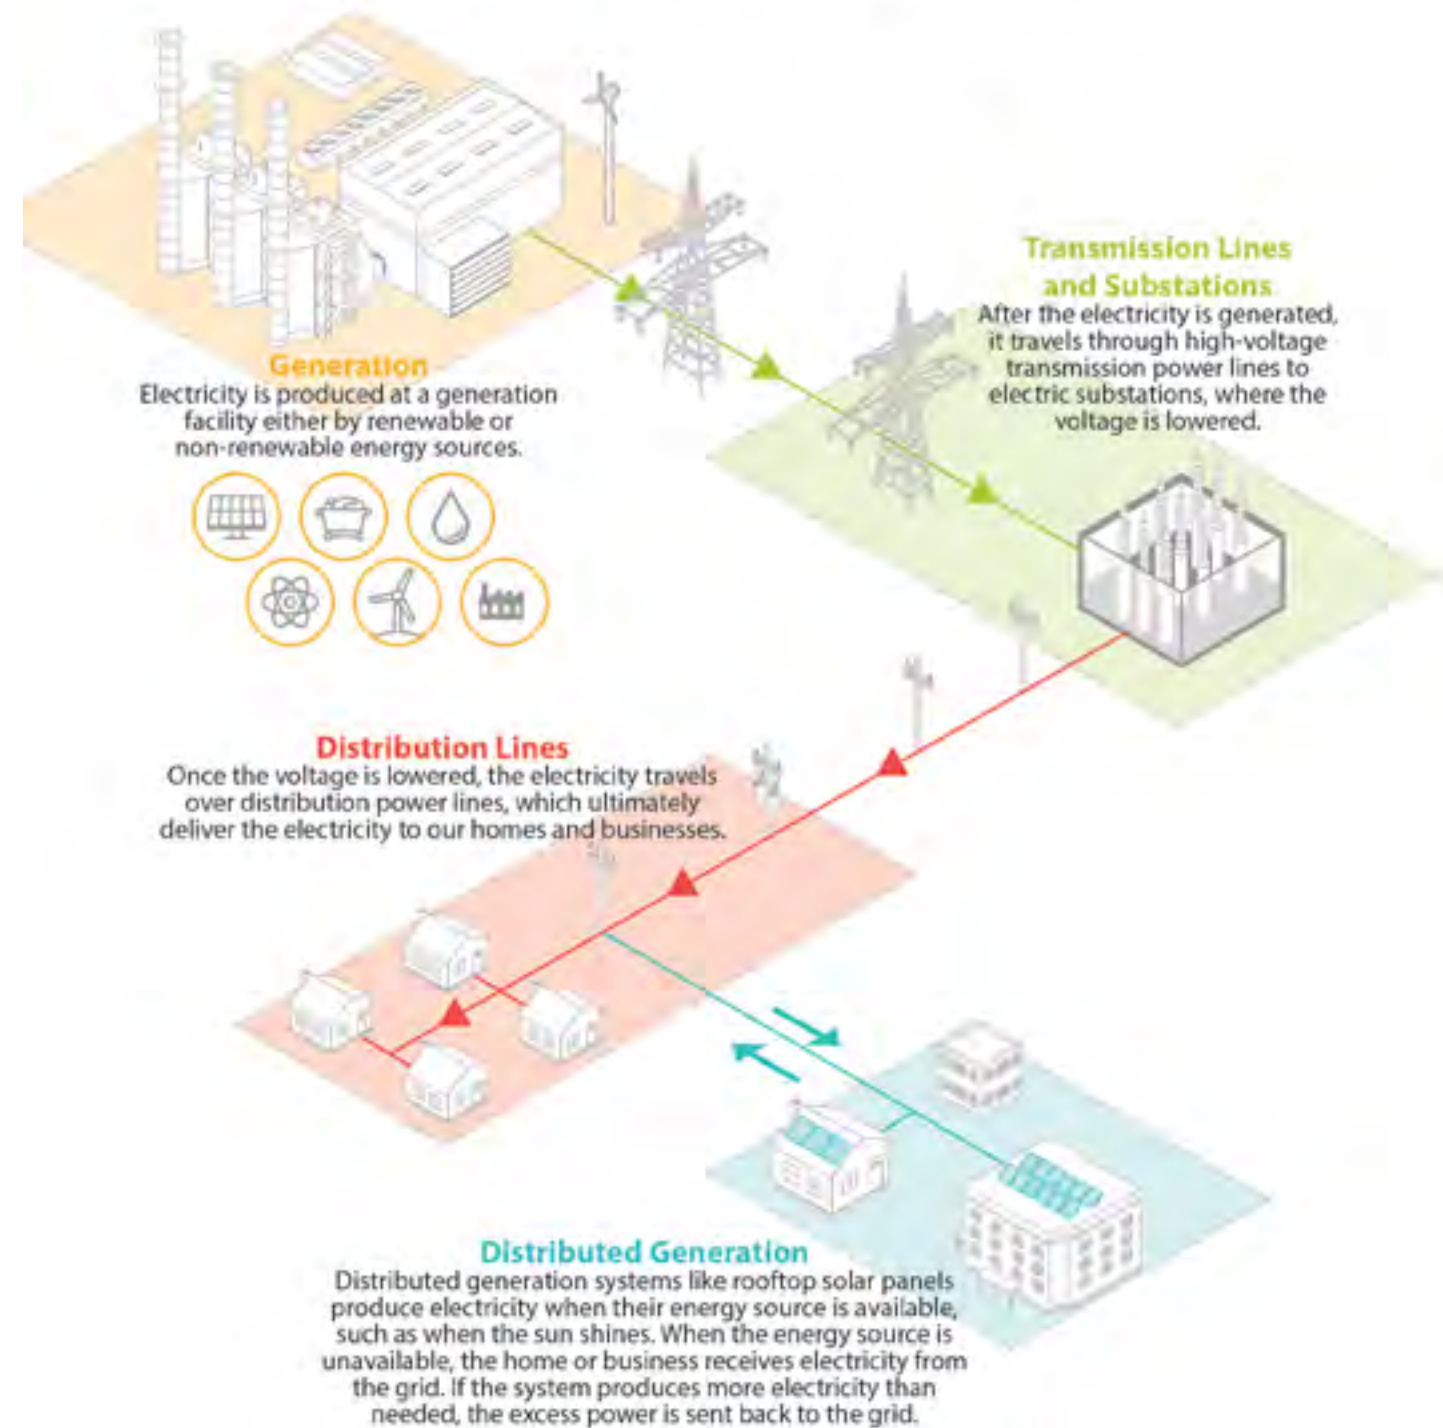 Transmission Lines
and Substations
After the electricity is generated,
it travels through high-voltage
transmission power lines to
electric substations, where the
voltage is lowered.
Generation
Electricity is produced at a generation
facility either by renewable or
non-renewable energy sources.
Distribution Lines
Once the voltage is lowered, the electricity travels
over distribution power lines, which ultimately
deliver the electricity to our homes and businesses.
Distributed Generation
Distributed generation systems like rooftop solar panels
produce electricity when their energy source is available,
such as when the sun shines. When the energy source is
unavailable, the home or business receives electricity from
the grid. If the system produces more electricity than
needed, the excess power is sent back to the grid.